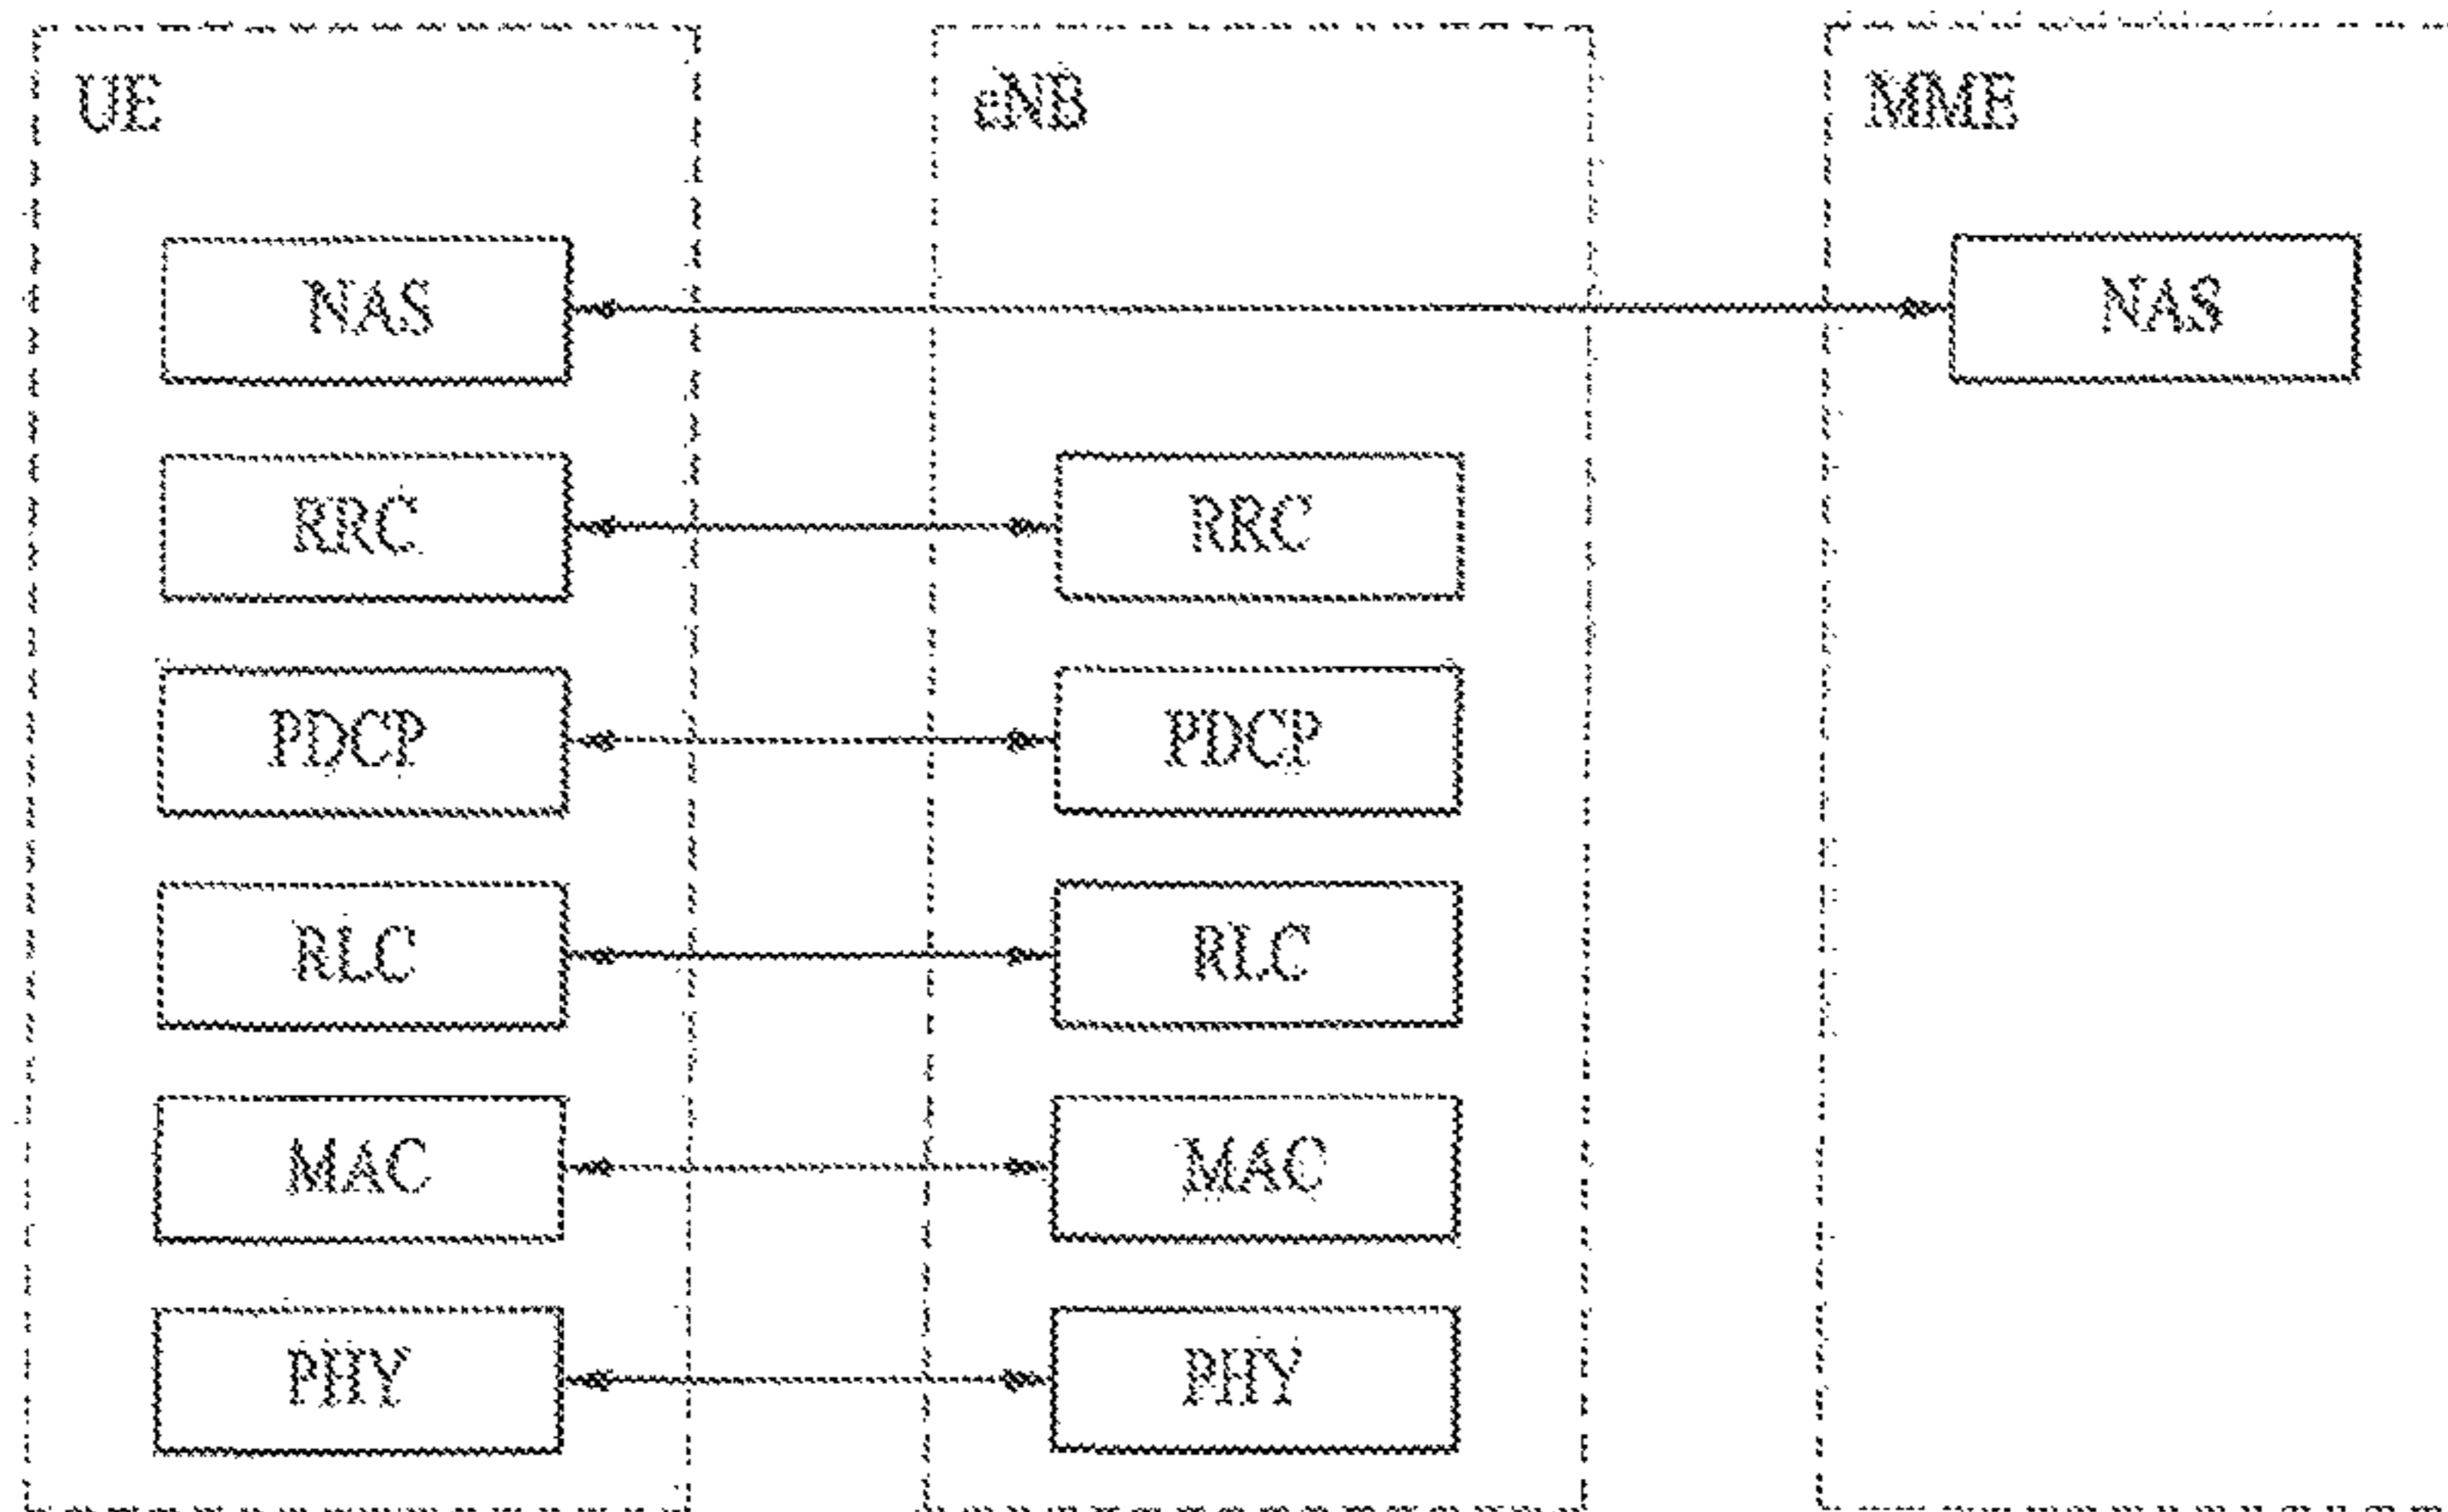 UE eNB MME
NAS NAS
RRC RRC
PDCP PDCP
RLC RLC
MAC MAC
PHY PHY